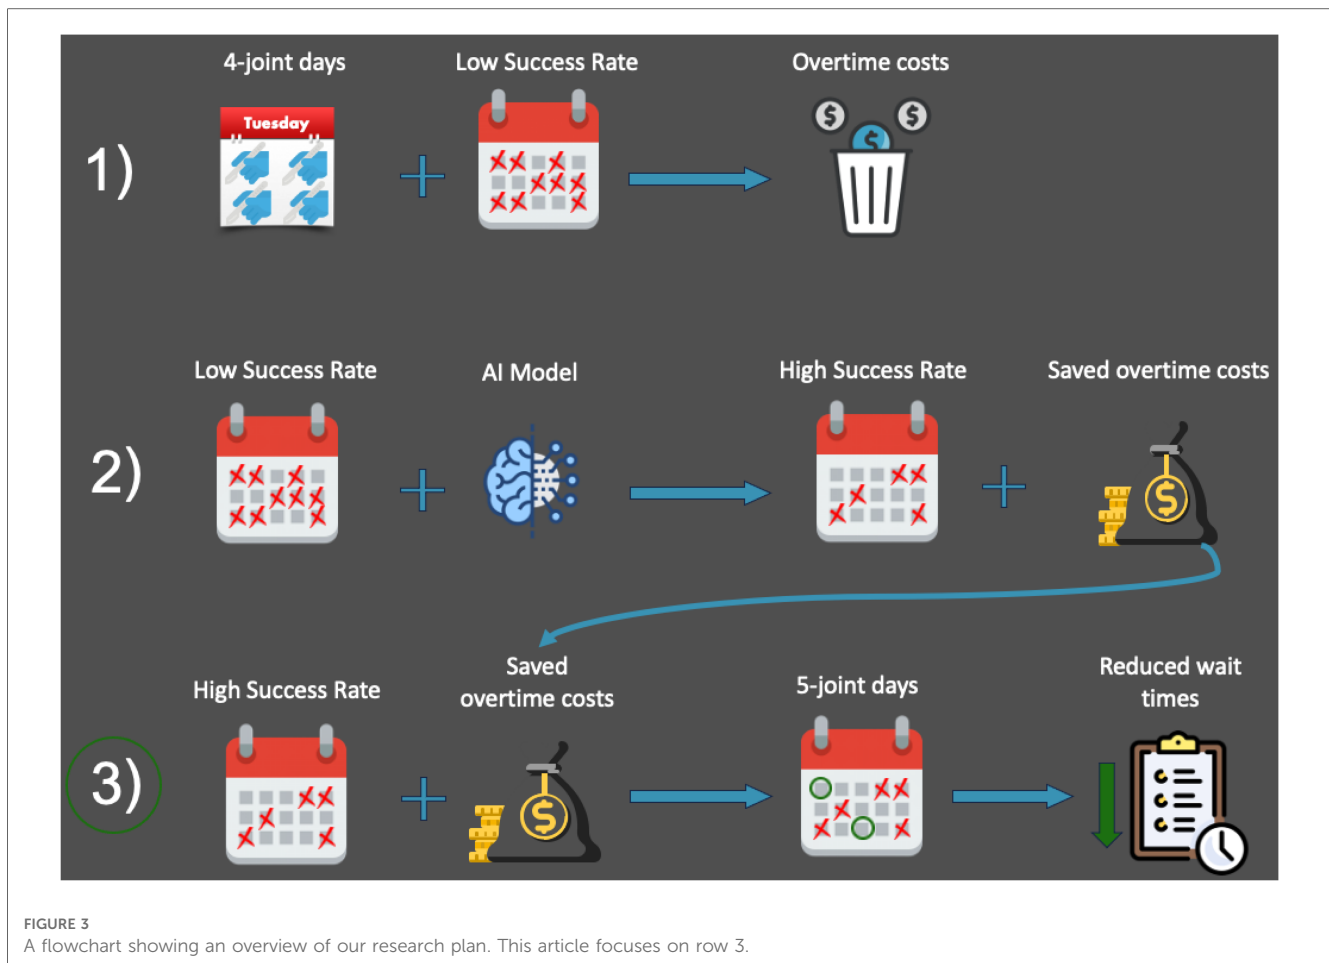 4-joint days
Low Success Rate
Overtime costs
1)
Tuesday
$
$
$
Low Success Rate
AI Model
High Success Rate
Saved overtime costs
2)
$
High Success Rate
Saved
overtime costs
5-joint days
Reduced wait
times
3)
$
FIGURE 3
A flowchart showing an overview of our research plan. This article focuses on row 3.